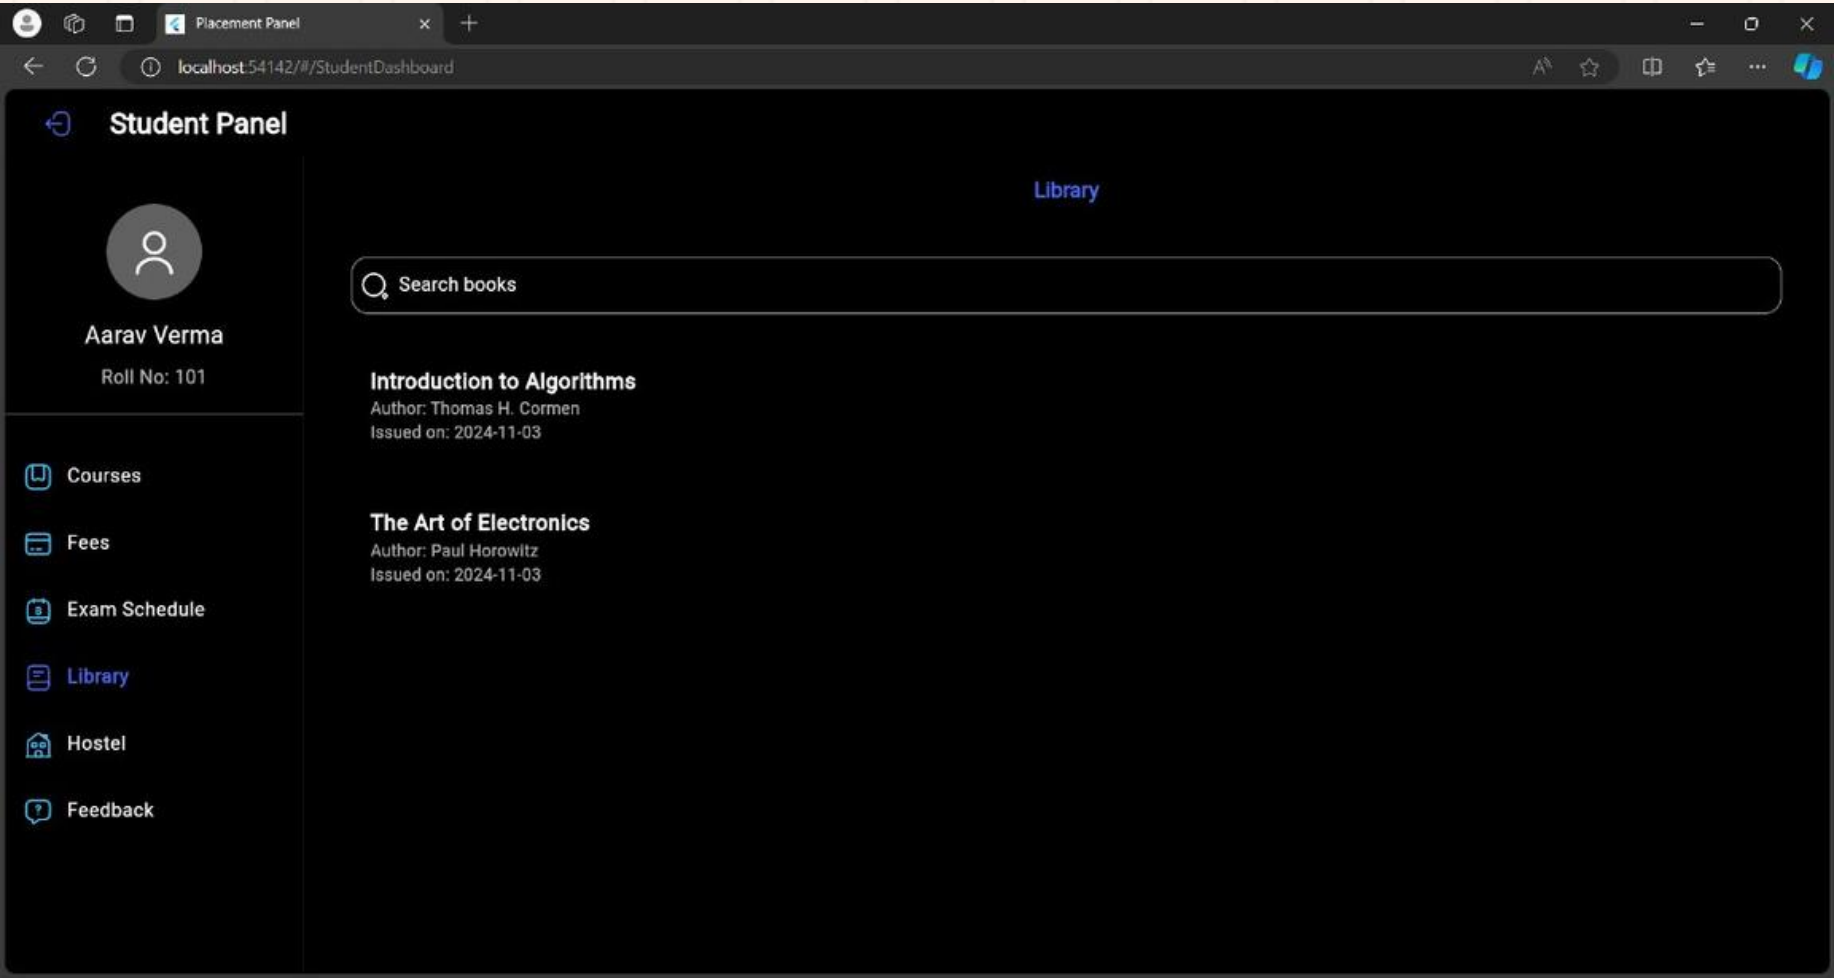 Placement Panel
localhost:54142/#/StudentDashboard
Student Panel
Aarav Verma
Roll No: 101
Courses
Fees
Exam Schedule
Library
Hostel
Feedback
Library
Search books
Introduction to Algorithms
Author: Thomas H. Cormen
Issued on: 2024-11-03
The Art of Electronics
Author: Paul Horowitz
Issued on: 2024-11-03